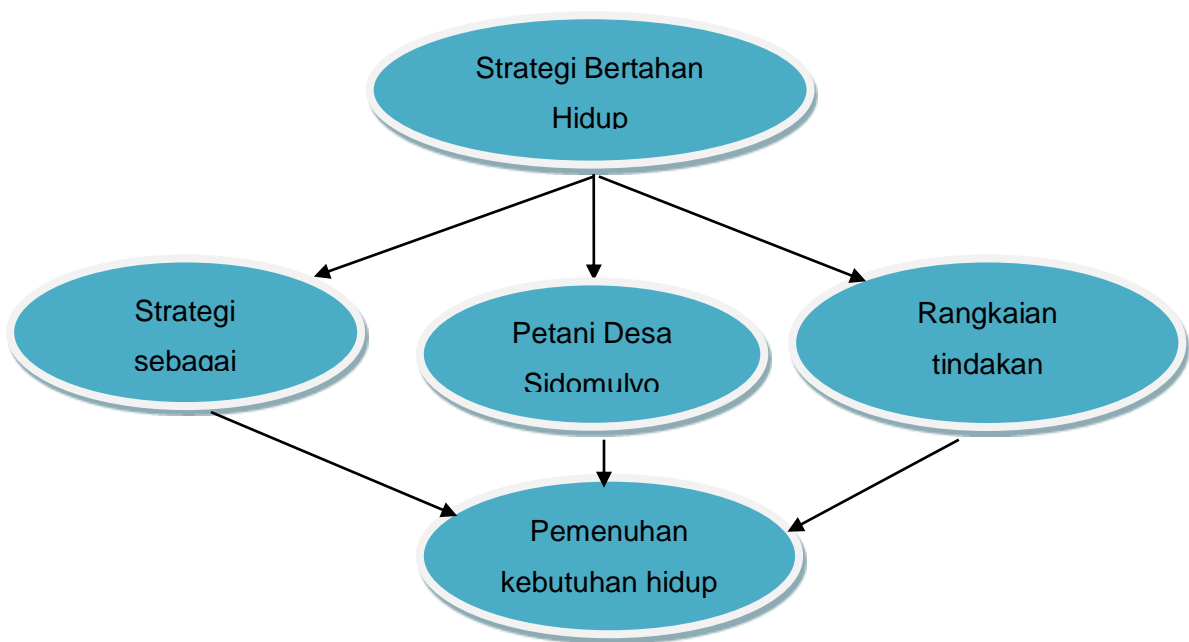 Strategi Bertahan
Hidup
Strategi
sebagai
Petani Desa
Sidomulyo
Rangkaian
tindakan
Pemenuhan
kebutuhan hidup